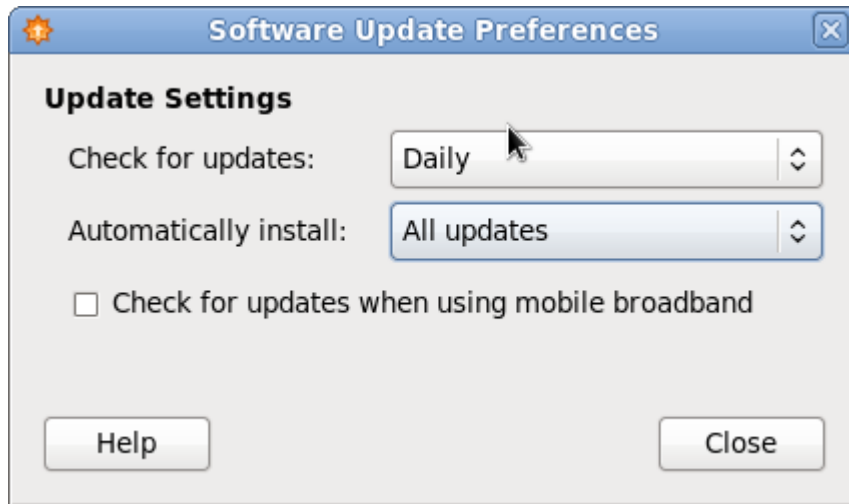 Software Update Preferences
Update Settings
Check for updates: Daily
Automatically install: All updates
Check for updates when using mobile broadband
Help Close